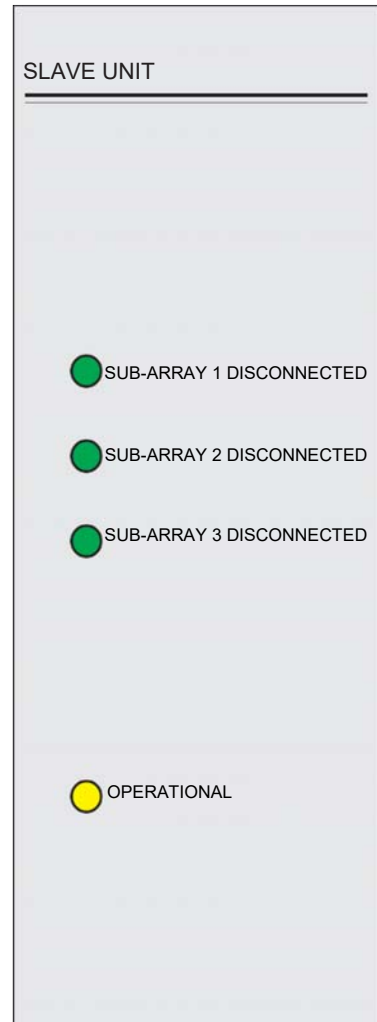 SLAVE UNIT
SUB-ARRAY 1 DISCONNECTED
SUB-ARRAY 2 DISCONNECTED
SUB-ARRAY 3 DISCONNECTED
OPERATIONAL